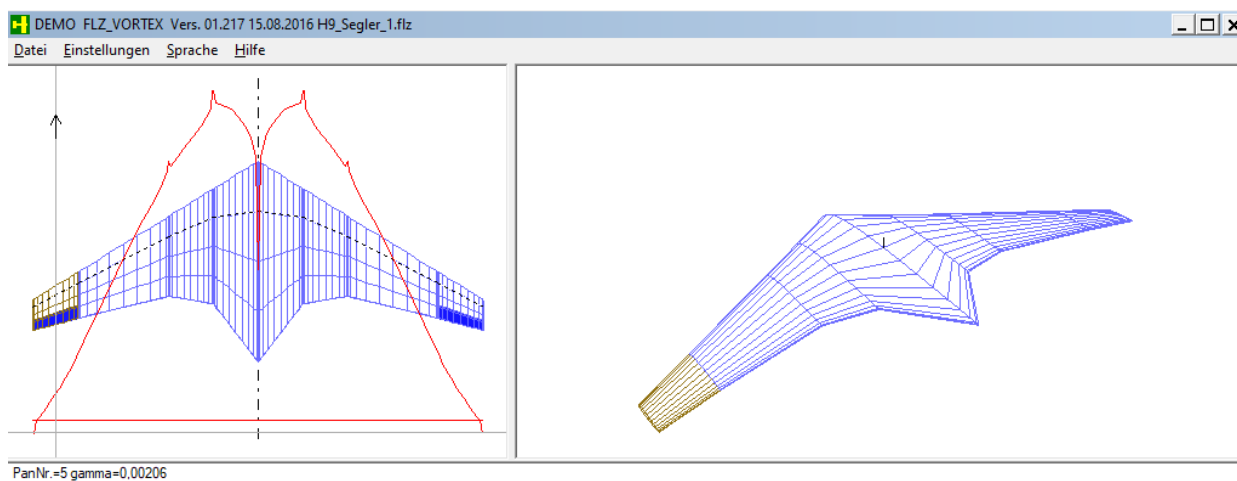 DEMO FLZ_VORTEX Vers. 01.217 15.08.2016 H9_Segler_1.flz
Datei Einstellungen Sprache Hilfe
PanNr.=5 gamma=0,00206